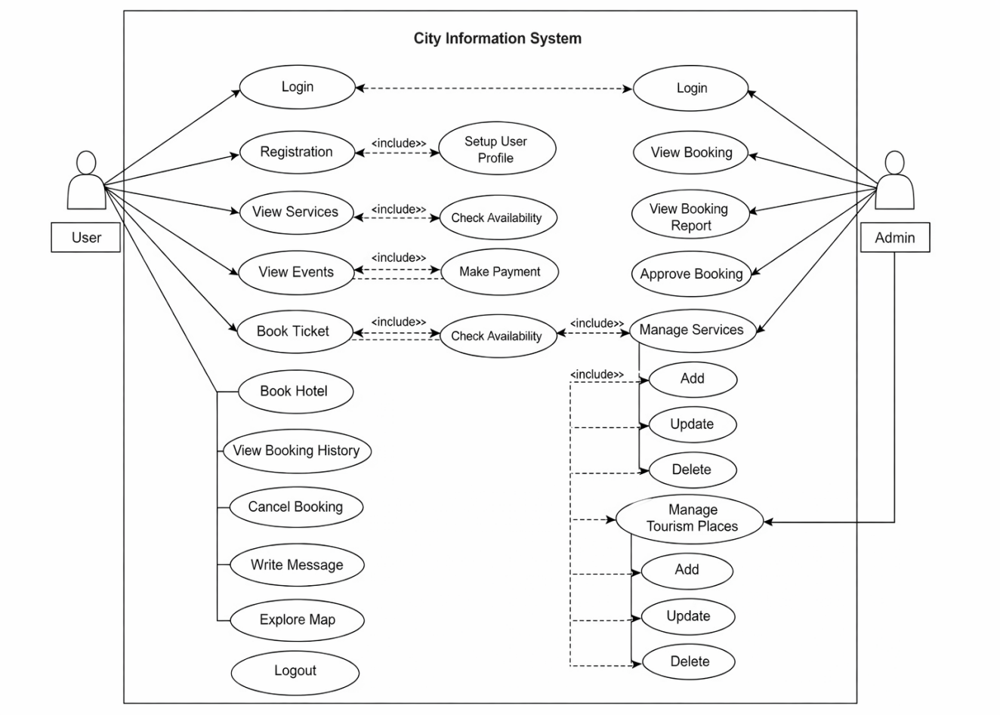 City Information System
Login
Login
Registration
<include>>
Setup User
Profile
View Booking
View Services
<include>>
Check Availability
View Booking
Report
User
Admin
View Events
<include>>
Make Payment
Approve Booking
Book Ticket
<include>>
Check Availability
<include>>
Manage Services
<include>>
Add
Book Hotel
Update
View Booking History
Delete
Cancel Booking
Manage
Tourism Places
Write Message
Add
Explore Map
Update
Logout
Delete